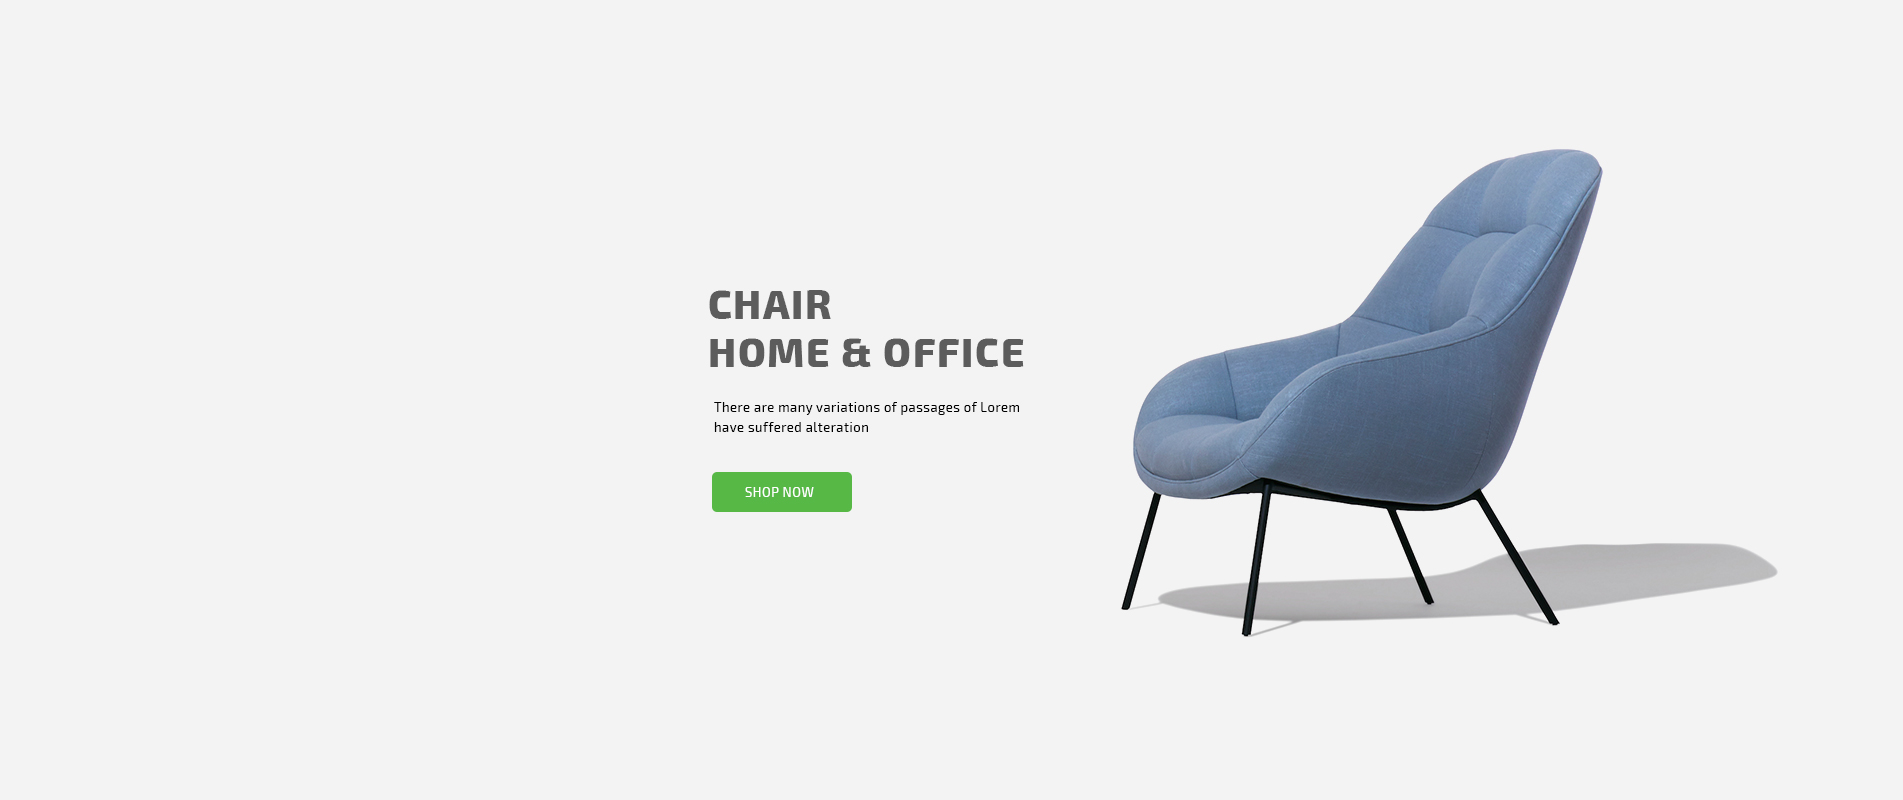 CHAIR
HOME & OFFICE
There are many variations of passages of Lorem
have suffered alteration
SHOP NOW